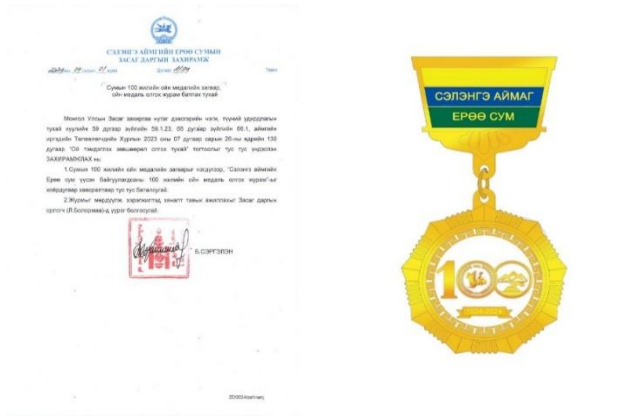 СЭЛЭНГЭ АЙМГИЙН ЕРӨӨ СУМЫН
ЗАСАГ ДАРГЫН ЗАХИРАМЖ
Сумын 100 жилийн ойн медалийн загвар,
ойн медаль олгох журам батлах тухай
Монгол Улсын Засаг захиргаа нутаг дэвсгэрийн нэгж, түүний удирдлагын
тухай хуулийн 59 дугаар зүйлийн 59.1.23, 66 дугаар зүйлийн 66.1, аймгийн
иргэдийн Төлөөлөгчдийн Хурлын 2023 оны 07 дугаар сарын 26-ны өдрийн 130
дугаар "Ой тэмдэглэх зөвшөөрөл олгох тухай" тогтоолыг тус тус үндэслэн
ЗАХИРАМЖЛАХ нь:
1.Сумын 100 жилийн ойн медалийн загварыг нэгдүгээр, "Сэлэнгэ аймгийн
Ерөө сум үүсэн байгуулагдсаны 100 жилийн ойн медаль олгох журам"-ыг
хоёрдугаар хавсралтаар тус тус баталсугай.
2.Журмыг мөрдүүлж, хэрэгжилтэд хяналт тавьж ажиллахыг Засаг даргын
орлогч (Л.Болормаа)-д үүрэг болгосугай.
Б.СЭРГЭЛЭН
СЭЛЭНГЭ АЙМАГ
ЕРӨӨ СУМ
100